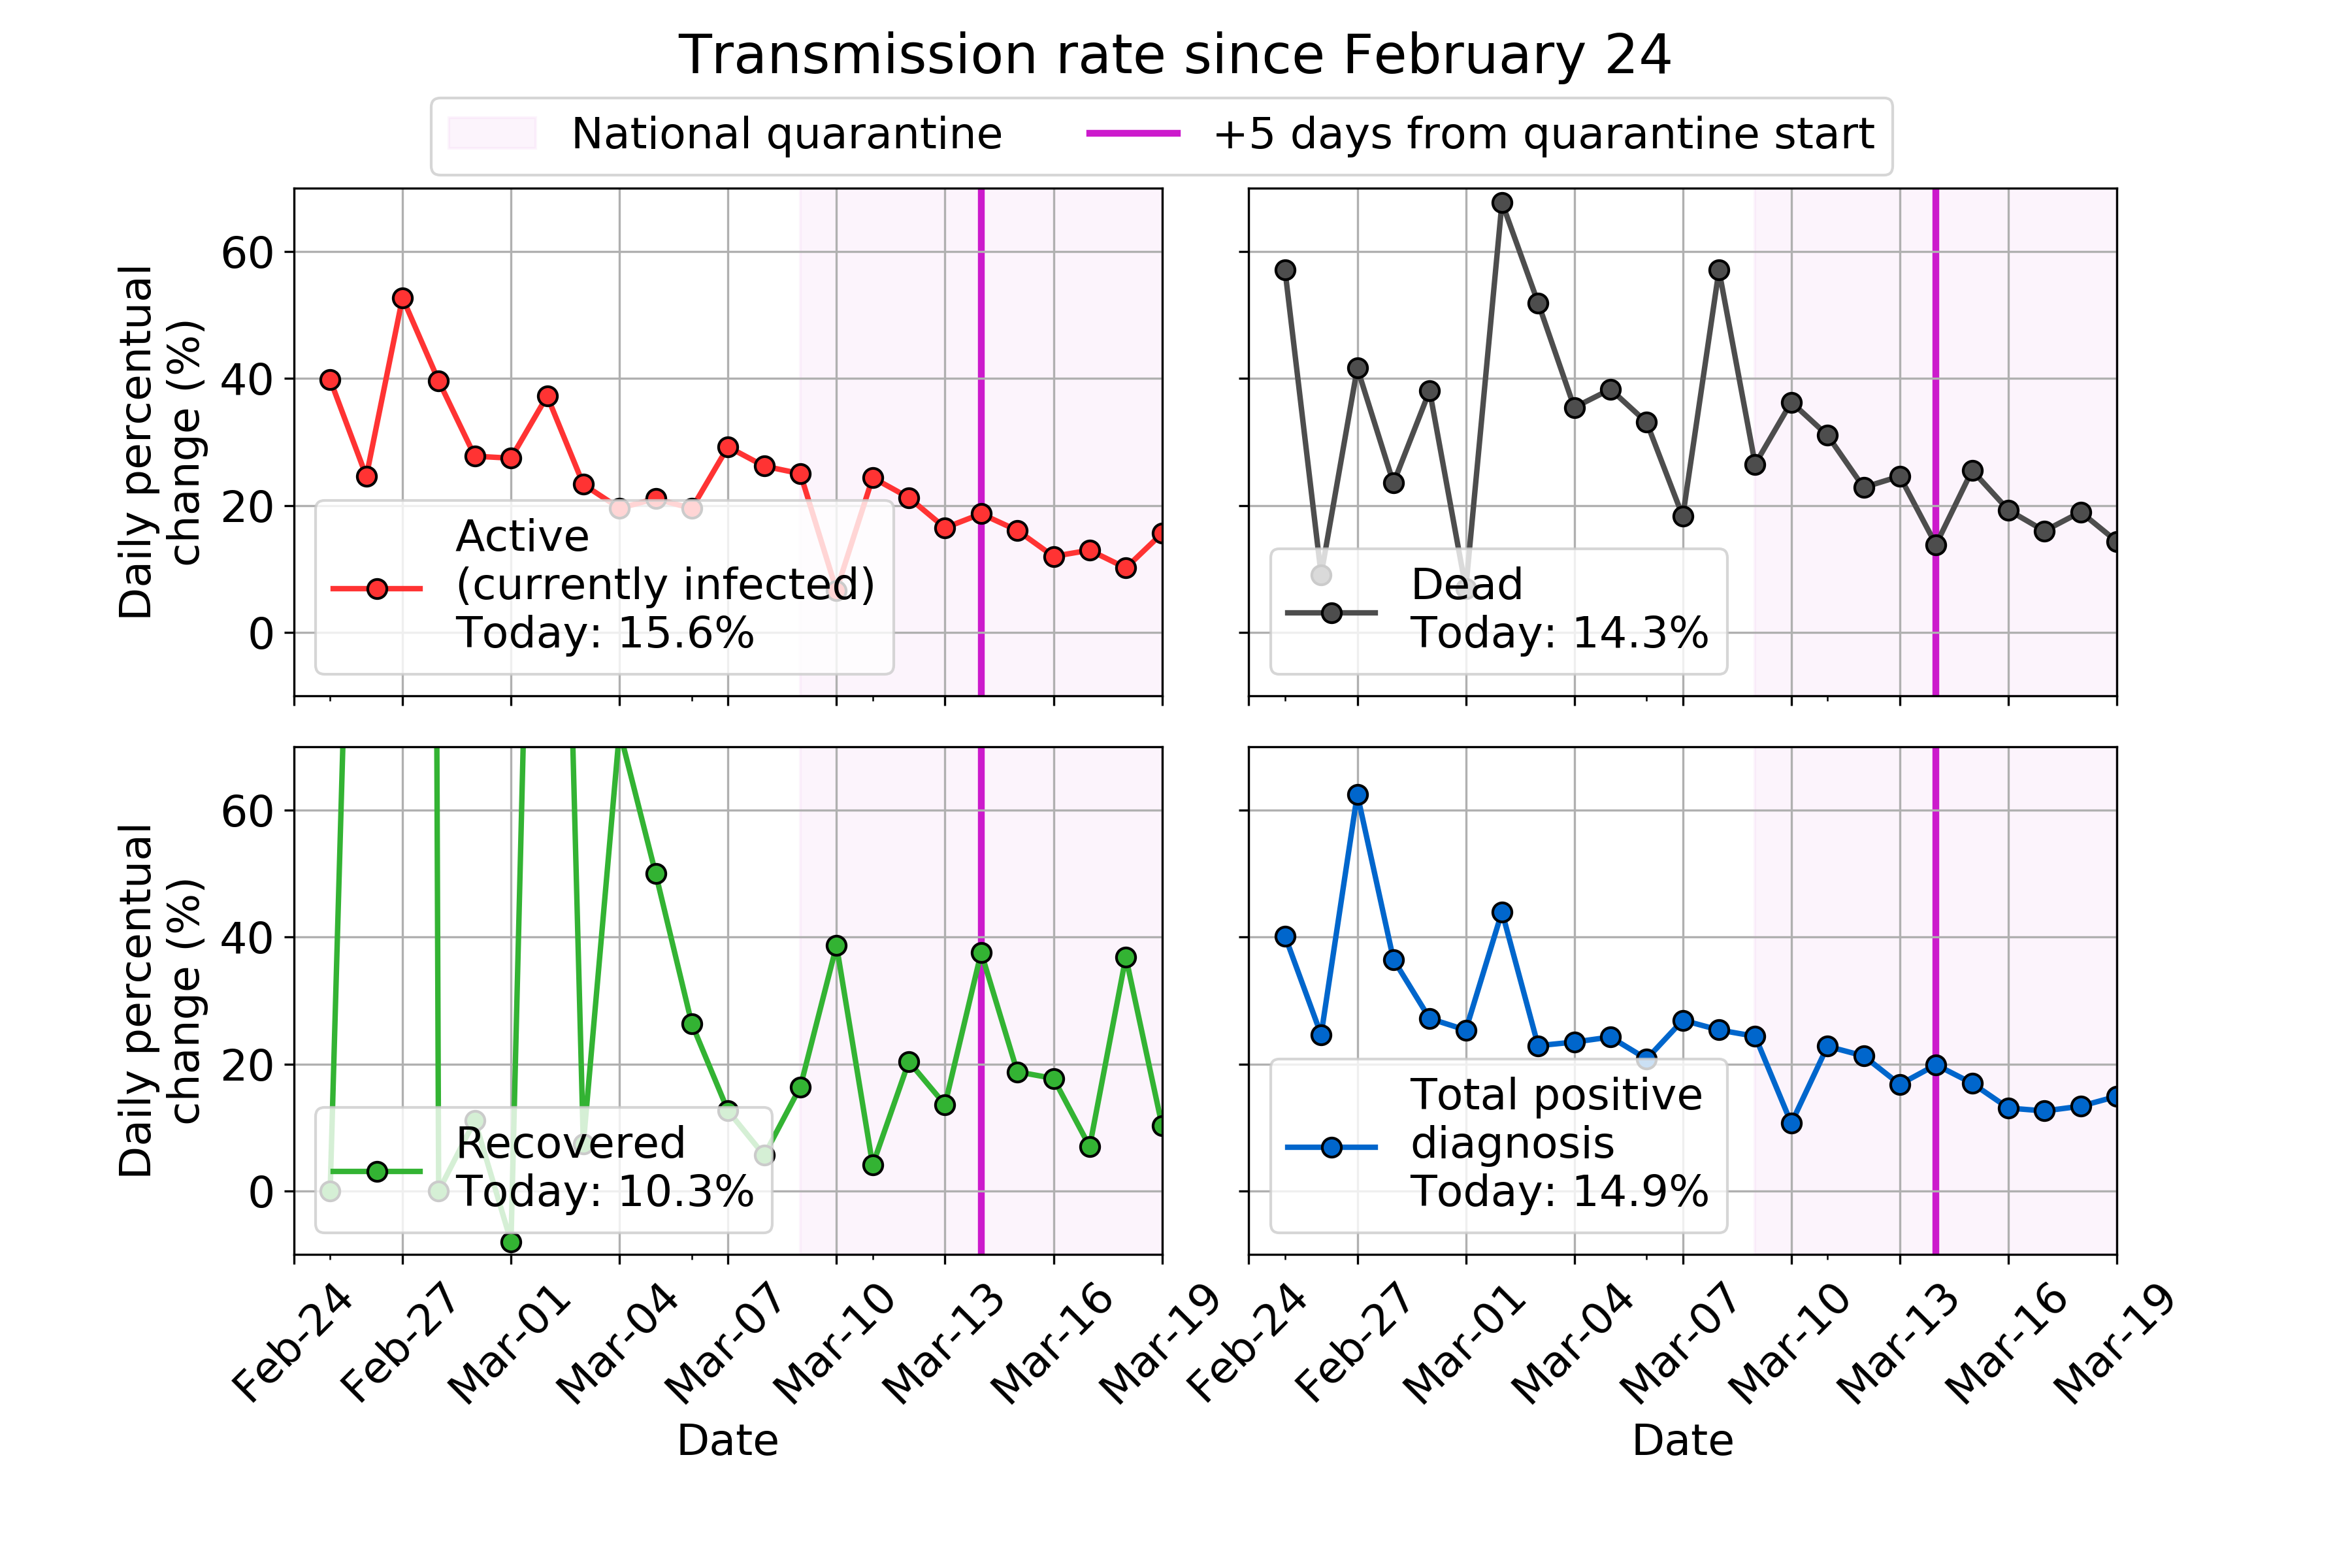 Transmission rate since February 24
National quarantine
+5 days from quarantine start
Daily percentual
change (%)
60
40
20
0
Active
(currently infected)
Today: 15.6%
Dead
Today: 14.3%
Daily percentual
change (%)
60
40
20
0
Recovered
Today: 10.3%
Total positive
diagnosis
Today: 14.9%
Feb-24
Feb-27
Mar-01
Mar-04
Mar-07
Mar-10
Mar-13
Mar-16
Mar-19
Date
Feb-24
Feb-27
Mar-01
Mar-04
Mar-07
Mar-10
Mar-13
Mar-16
Mar-19
Date